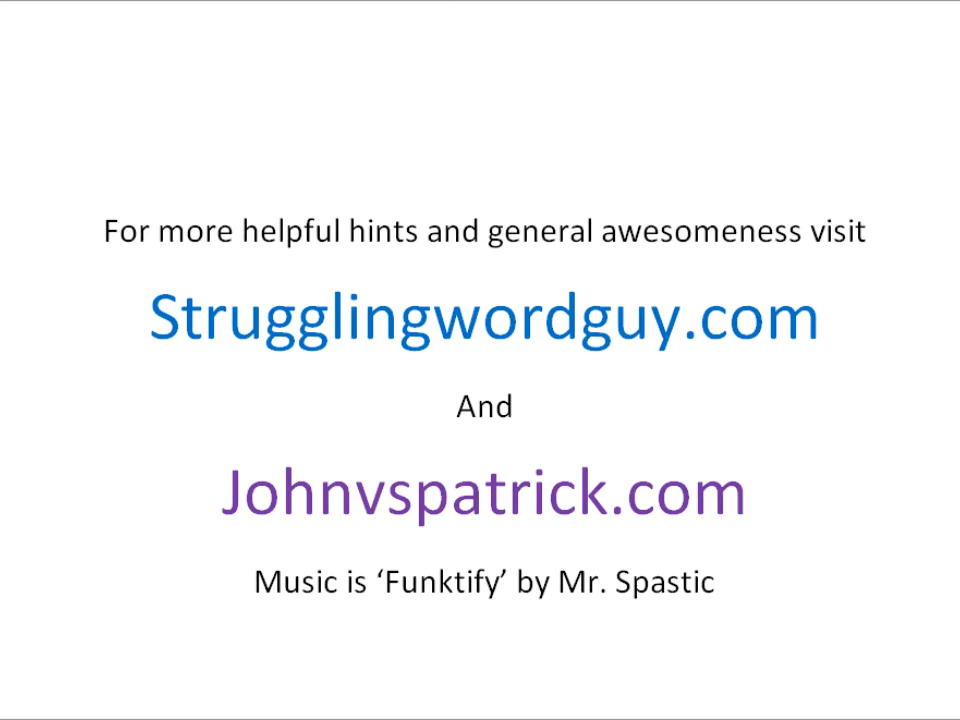 For more helpful hints and general awesomeness visit
Strugglingwordguy.com
And
Johnvspatrick.com
Music is ‘Funktify’ by Mr. Spastic